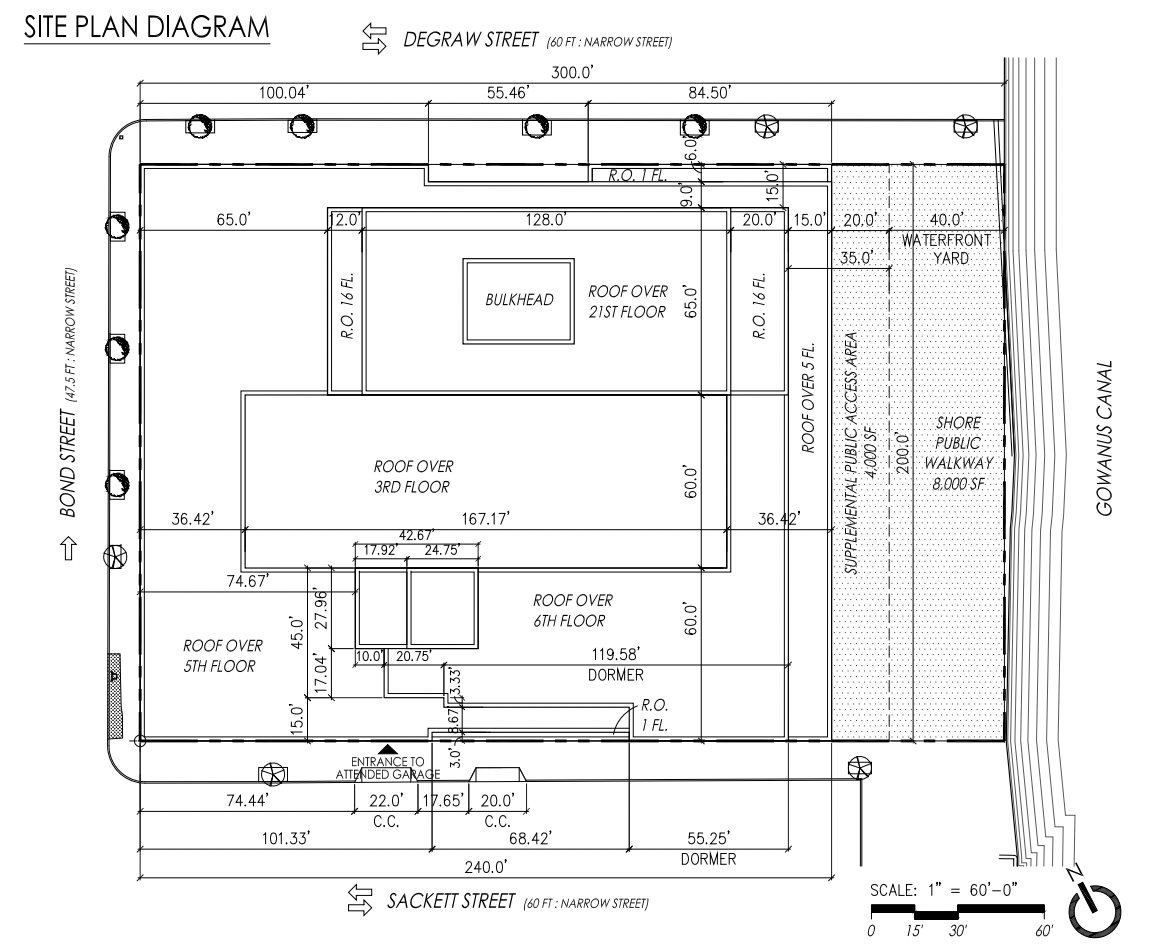 SITE PLAN DIAGRAM
DEGRAW STREET (60 FT : NARROW STREET)
300.0'
100.04'
55.46'
84.50'
6.0'
R.O. 1 FL.
9.0'
15.0'
65.0'
12.0'
128.0'
20.0'
15.0'
20.0'
40.0'
WATERFRONT
YARD
35.0'
R.O. 16 FL.
BULKHEAD
ROOF OVER
21ST FLOOR
65.0'
R.O. 16 FL.
ROOF OVER 5 FL.
SUPPLEMENTAL PUBLIC ACCESS AREA
4,000 SF
200.0'
SHORE
PUBLIC
WALKWAY
8,000 SF
GOWANUS CANAL
BOND STREET (47.5 FT : NARROW STREET)
ROOF OVER
3RD FLOOR
60.0'
36.42'
167.17'
36.42'
42.67'
17.92'
24.75'
74.67'
27.96'
45.0'
17.04'
15.0'
ROOF OVER
5TH FLOOR
ROOF OVER
6TH FLOOR
60.0'
10.0'
20.75'
119.58'
DORMER
3.33'
8.67'
3.0'
R.O.
1 FL.
ENTRANCE TO
ATTENDED GARAGE
74.44'
22.0'
17.65'
20.0'
C.C.
C.C.
101.33'
68.42'
55.25'
DORMER
240.0'
SACKETT STREET (60 FT : NARROW STREET)
SCALE: 1" = 60'-0"
0 15' 30' 60'
N